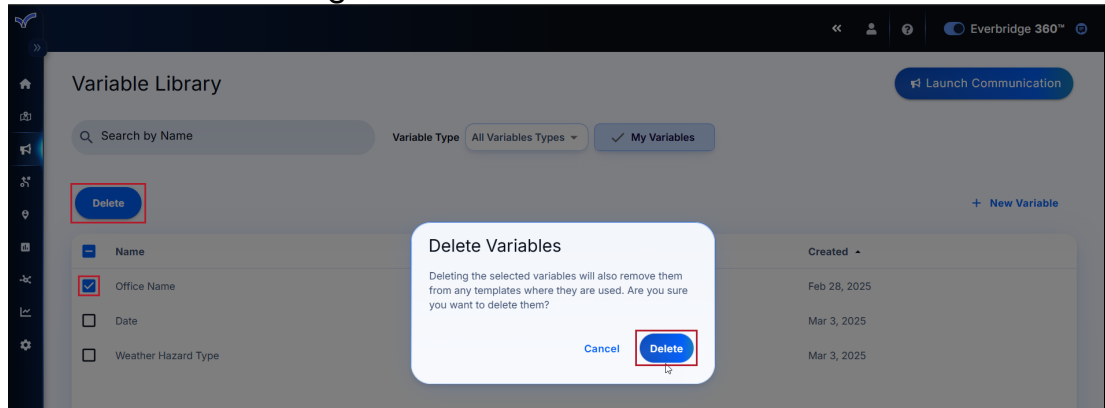 Everbridge 360™
Variable Library
Launch Communication
Search by Name
Variable Type
All Variables Types
My Variables
Delete
+ New Variable
Name
Created
Office Name
Feb 28, 2025
Date
Mar 3, 2025
Weather Hazard Type
Mar 3, 2025
Delete Variables
Deleting the selected variables will also remove them
from any templates where they are used. Are you sure
you want to delete them?
Cancel
Delete